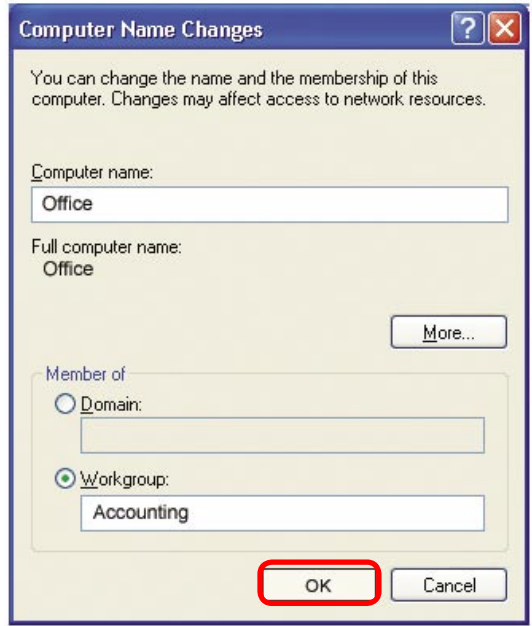 Computer Name Changes
You can change the name and the membership of this
computer. Changes may affect access to network resources.
Computer name:
Office
Full computer name:
Office
More...
Member of
Domain:
Workgroup:
Accounting
OK
Cancel